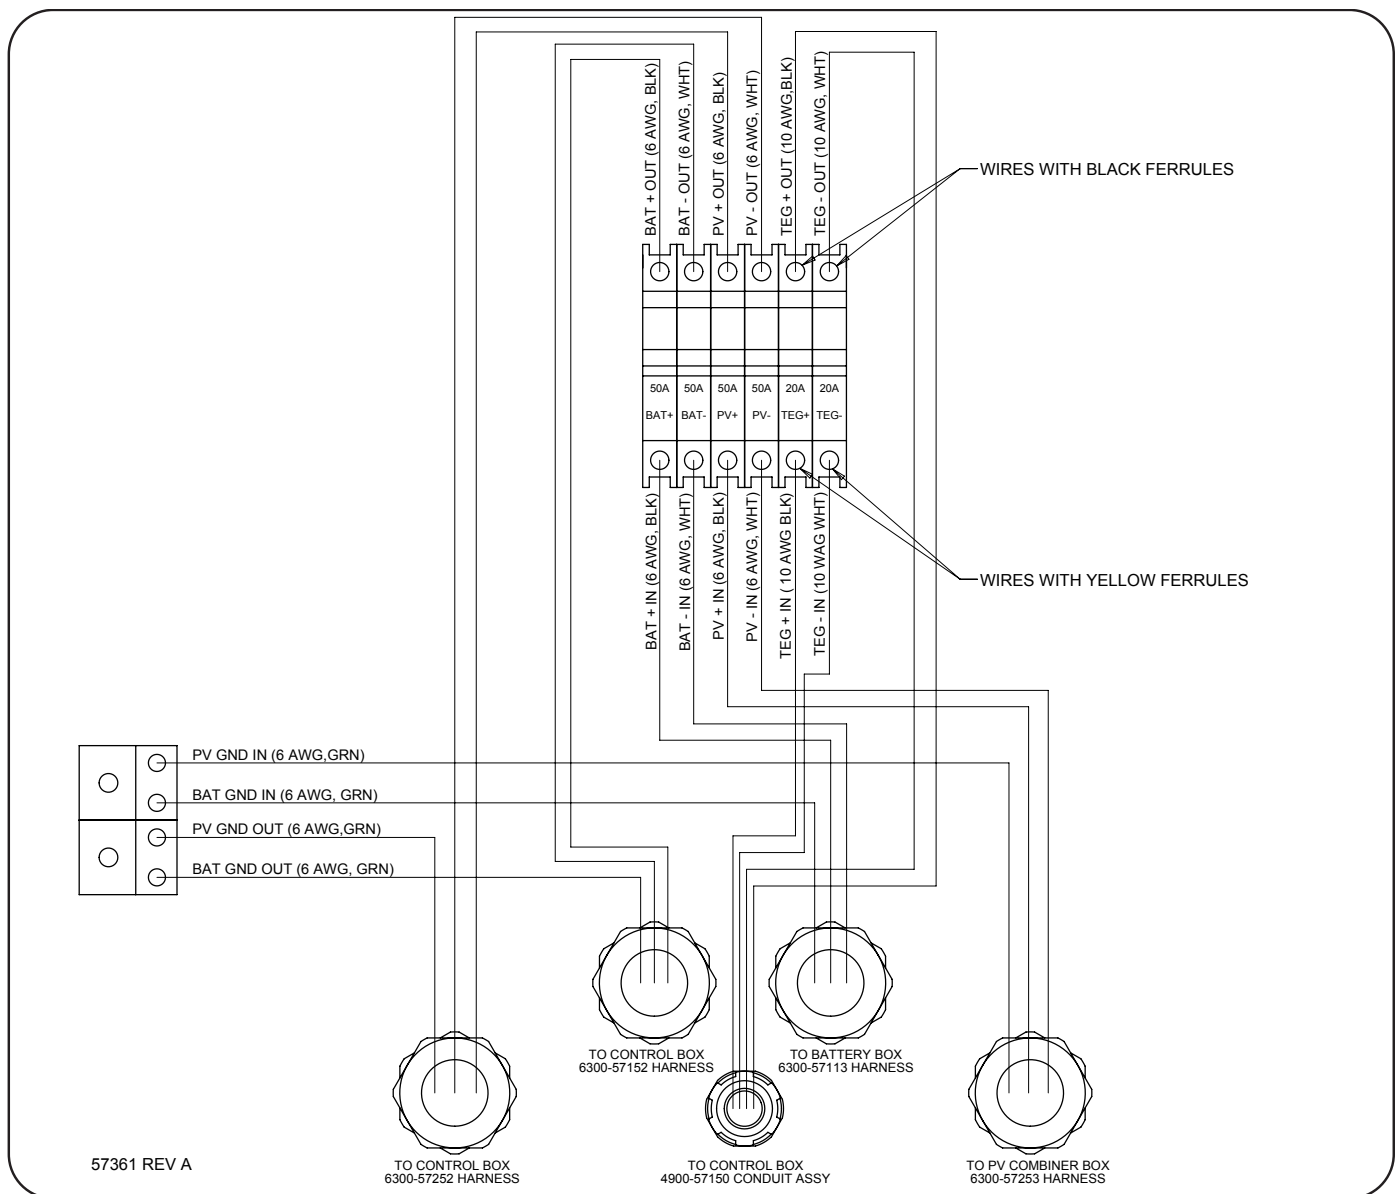 BAT + OUT (6 AWG, BLK)
BAT - OUT (6 AWG, WHT)
PV + OUT (6 AWG, BLK)
PV - OUT (6 AWG, WHT)
TEG + OUT (10 AWG,BLK)
TEG - OUT (10 AWG, WHT)
WIRES WITH BLACK FERRULES
50A
50A
50A
50A
20A
20A
BAT+
BAT-
PV+
PV-
TEG+
TEG-
BAT + IN (6 AWG, BLK)
BAT - IN (6 AWG, WHT)
PV + IN (6 AWG, BLK)
PV - IN (6 AWG, WHT)
TEG + IN ( 10 AWG BLK)
TEG - IN (10 WAG WHT)
WIRES WITH YELLOW FERRULES
PV GND IN (6 AWG,GRN)
BAT GND IN (6 AWG, GRN)
PV GND OUT (6 AWG,GRN)
BAT GND OUT (6 AWG, GRN)
TO CONTROL BOX
6300-57152 HARNESS
TO BATTERY BOX
6300-57113 HARNESS
57361 REV A
TO CONTROL BOX
6300-57252 HARNESS
TO CONTROL BOX
4900-57150 CONDUIT ASSY
TO PV COMBINER BOX
6300-57253 HARNESS